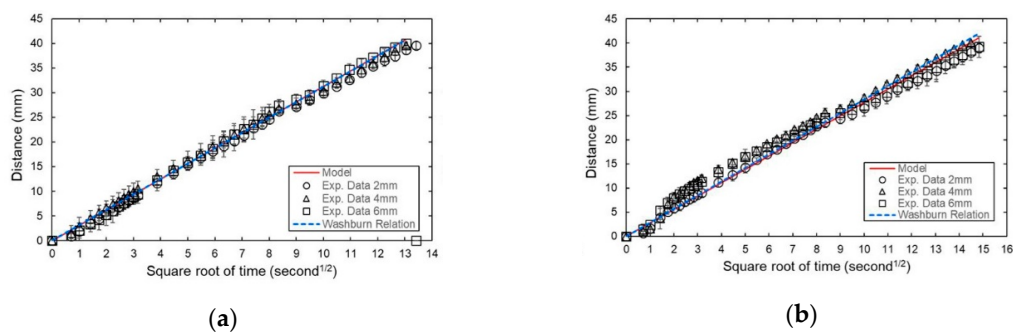 45
40
35
30
25
20
15
10
5
0
Distance (mm)
Model
Exp. Data 2mm
Exp. Data 4mm
Exp. Data 6mm
Washburn Relation
0 1 2 3 4 5 6 7 8 9 10 11 12 13 14
Square root of time (second1/2)
(a)
45
40
35
30
25
20
15
10
5
0
Distance (mm)
Model
Exp. Data 2mm
Exp. Data 4mm
Exp. Data 6mm
Washburn Relation
0 1 2 3 4 5 6 7 8 9 10 11 12 13 14 15 16
Square root of time (second1/2)
(b)